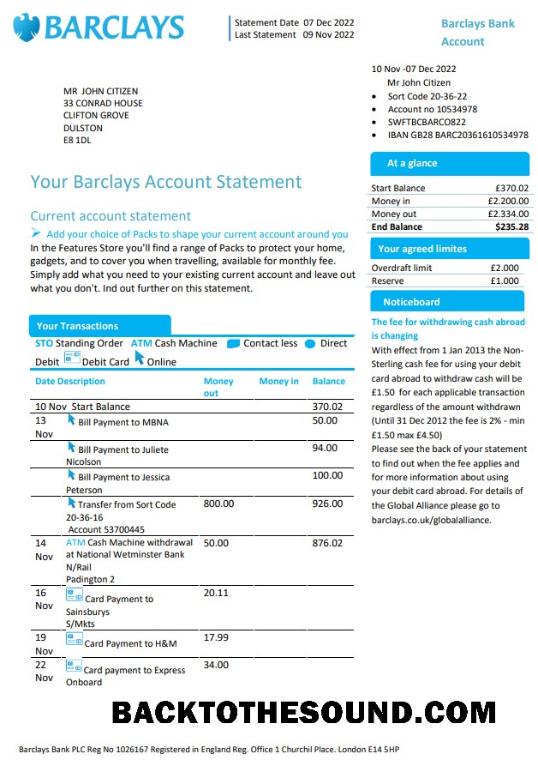 BARCLAYS
Statement Date 07 Dec 2022
Last Statement 09 Nov 2022
Barclays Bank
Account
10 Nov -07 Dec 2022
Mr John Citizen
• Sort Code 20-36-22
• Account no 10534978
• SWFTBCBARCO822
• IBAN GB28 BARC20361610534978
MR JOHN CITIZEN
33 CONRAD HOUSE
CLIFTON GROVE
DULSTON
E8 1DL
At a glance
Start Balance £370.02
Money in £2.200.00
Money out £2.334.00
End Balance $235.28
Your agreed limites
Overdraft limit £2.000
Reserve £1.000
Noticeboard
The fee for withdrawing cash abroad
is changing
With effect from 1 Jan 2013 the Non-
Sterling cash fee for using your debit
card abroad to withdraw cash will be
£1.50 for each applicable transaction
regardless of the amount withdrawn
(Until 31 Dec 2012 the fee is 2% - min
£1.50 max £4.50)
Please see the back of your statement
to find out when the fee applies and
for more information about using
your debit card abroad. For details of
the Global Alliance please go to
barclays.co.uk/globalalliance.
Your Barclays Account Statement
Current account statement
Add your choice of Packs to shape your current account around you
In the Features Store you'll find a range of Packs to protect your home,
gadgets, and to cover you when travelling, available for monthly fee.
Simply add what you need to your existing current account and leave out
what you don't. Ind out further on this statement.
Your Transactions
STO Standing Order ATM Cash Machine Contact less Direct
Debit Debit Card Online
Date Description Money out Money in Balance
10 Nov Start Balance 370.02
13 Nov Bill Payment to MBNA 50.00
Bill Payment to Juliete 94.00
Nicolson
Bill Payment to Jessica 100.00
Peterson
Transfer from Sort Code 800.00 926.00
20-36-16
Account 53700445
14 Nov ATM Cash Machine withdrawal 50.00 876.02
at National Wetminster Bank
N/Rail
Padington 2
16 Nov Card Payment to 20.11
Sainsburys
S/Mkts
19 Nov Card Payment to H&M 17.99
22 Nov Card payment to Express 34.00
Onboard
BACKTOTHESOUND.COM
Barclays Bank PLC Reg No 1026167 Registered in England Reg. Office 1 Churchil Place. London E14 5HP